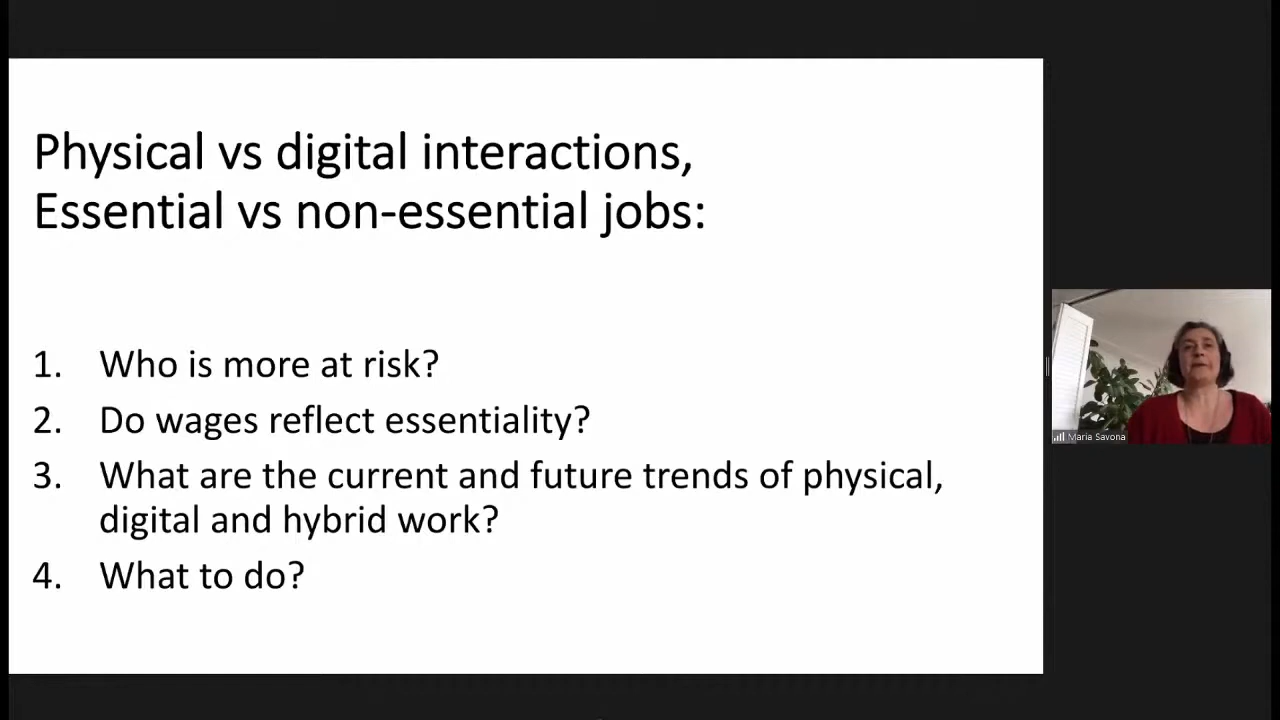 Physical vs digital interactions,
Essential vs non-essential jobs:
1. Who is more at risk?
2. Do wages reflect essentiality?
3. What are the current and future trends of physical,
digital and hybrid work?
4. What to do?
Maria Savona